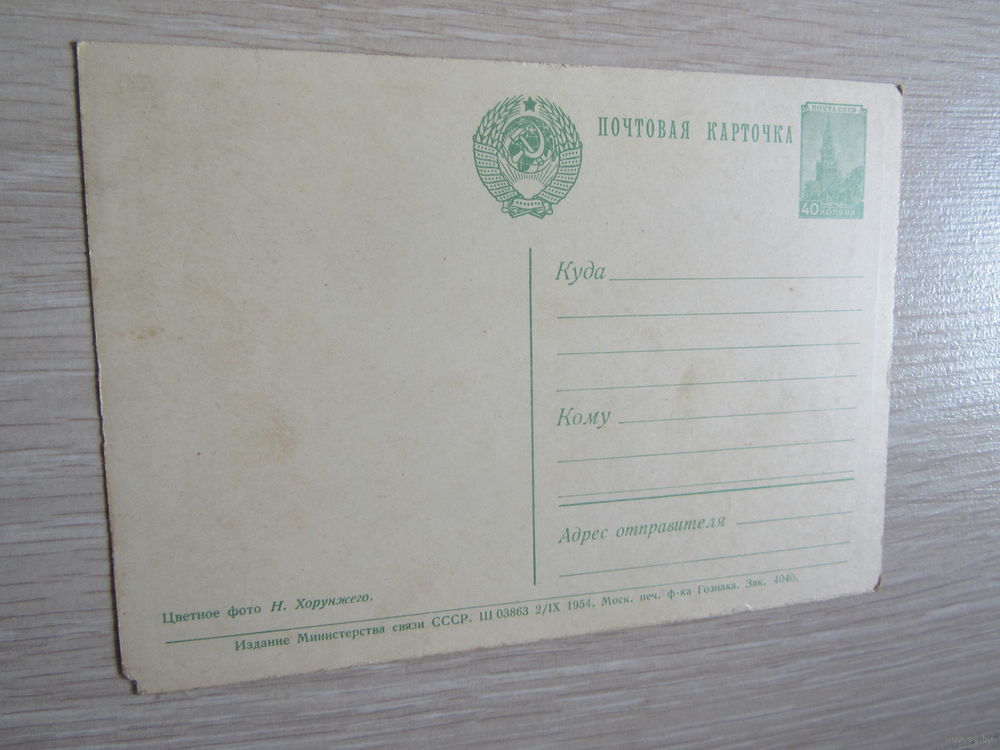 ПОЧТОВАЯ КАРТОЧКА
ПОЧТА СССР
40 КОПЕЕК
Куда
Кому
Адрес отправителя
Цветное фото Н. Хорунжего.
Издание Министерства связи СССР. Ш 03863 2/IX 1954. Моск. печ. ф-ка Гознака. Зак. 4040.